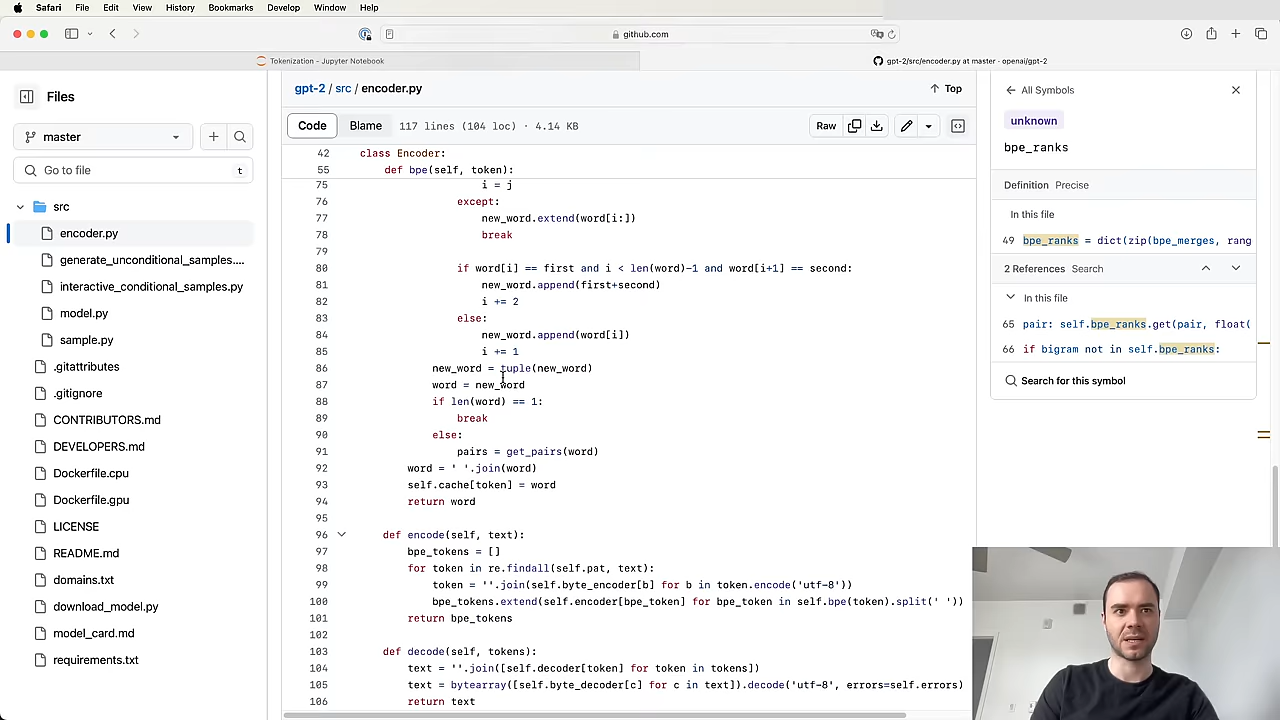 Safari File Edit View History Bookmarks Develop Window Help
github.com
Tokenization - Jupyter Notebook
gpt-2/src/encoder.py at master · openai/gpt-2
Files
master
Go to file
t
src
encoder.py
generate_unconditional_samples....
interactive_conditional_samples.py
model.py
sample.py
.gitattributes
.gitignore
CONTRIBUTORS.md
DEVELOPERS.md
Dockerfile.cpu
Dockerfile.gpu
LICENSE
README.md
domains.txt
download_model.py
model_card.md
requirements.txt
gpt-2 / src / encoder.py
Top
Code Blame 117 lines (104 loc) · 4.14 KB
Raw
42 class Encoder:
55 def bpe(self, token):
75 i = j
76 except:
77 new_word.extend(word[i:])
78 break
79
80 if word[i] == first and i < len(word)-1 and word[i+1] == second:
81 new_word.append(first+second)
82 i += 2
83 else:
84 new_word.append(word[i])
85 i += 1
86 new_word = tuple(new_word)
87 word = new_word
88 if len(word) == 1:
89 break
90 else:
91 pairs = get_pairs(word)
92 word = ' '.join(word)
93 self.cache[token] = word
94 return word
95
96 def encode(self, text):
97 bpe_tokens = []
98 for token in re.findall(self.pat, text):
99 token = ''.join(self.byte_encoder[b] for b in token.encode('utf-8'))
100 bpe_tokens.extend(self.encoder[bpe_token] for bpe_token in self.bpe(token).split(' '))
101 return bpe_tokens
102
103 def decode(self, tokens):
104 text = ''.join([self.decoder[token] for token in tokens])
105 text = bytearray([self.byte_decoder[c] for c in text]).decode('utf-8', errors=self.errors)
106 return text
All Symbols
unknown
bpe_ranks
Definition Precise
In this file
49 bpe_ranks = dict(zip(bpe_merges, rang
2 References Search
In this file
65 pair: self.bpe_ranks.get(pair, float(
66 if bigram not in self.bpe_ranks:
Search for this symbol